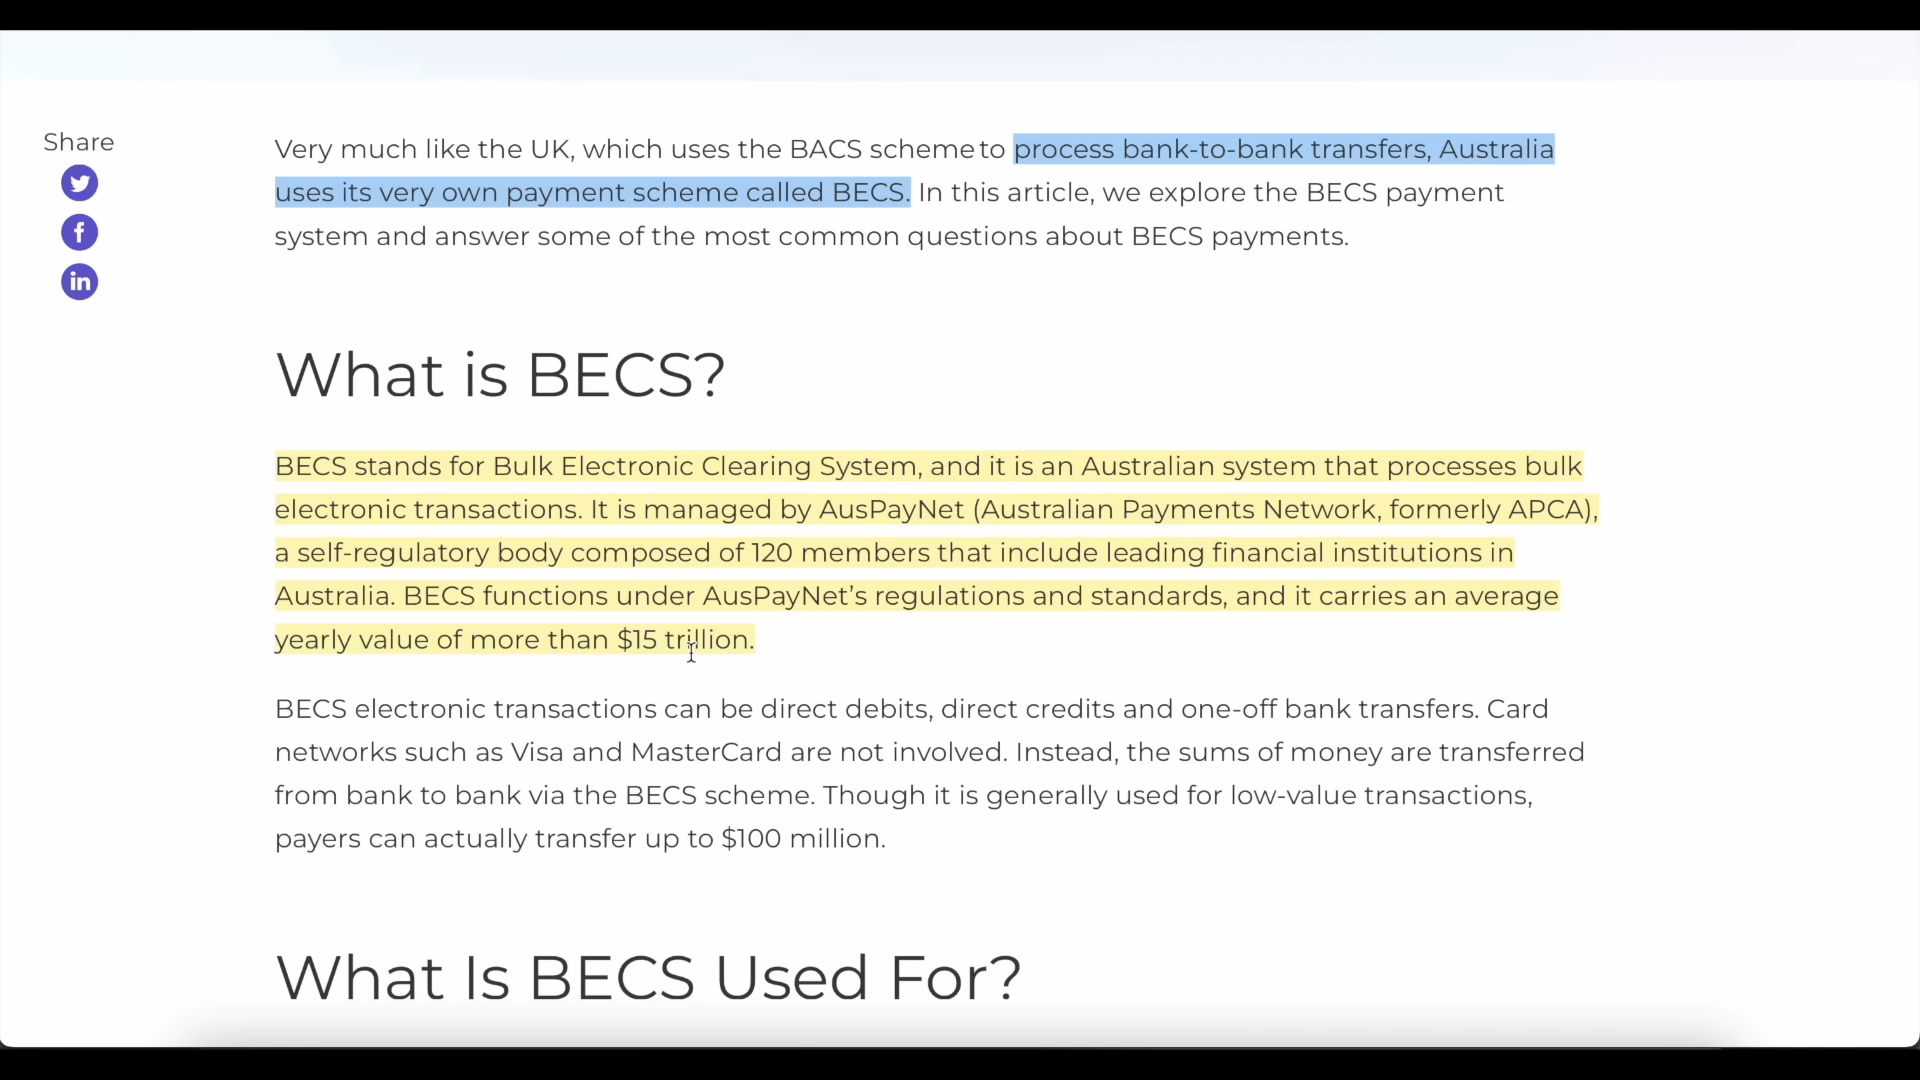 Share
Very much like the UK, which uses the BACS scheme to process bank-to-bank transfers, Australia
uses its very own payment scheme called BECS. In this article, we explore the BECS payment
system and answer some of the most common questions about BECS payments.
What is BECS?
BECS stands for Bulk Electronic Clearing System, and it is an Australian system that processes bulk
electronic transactions. It is managed by AusPayNet (Australian Payments Network, formerly APCA),
a self-regulatory body composed of 120 members that include leading financial institutions in
Australia. BECS functions under AusPayNet’s regulations and standards, and it carries an average
yearly value of more than $15 trillion.
BECS electronic transactions can be direct debits, direct credits and one-off bank transfers. Card
networks such as Visa and MasterCard are not involved. Instead, the sums of money are transferred
from bank to bank via the BECS scheme. Though it is generally used for low-value transactions,
payers can actually transfer up to $100 million.
What Is BECS Used For?